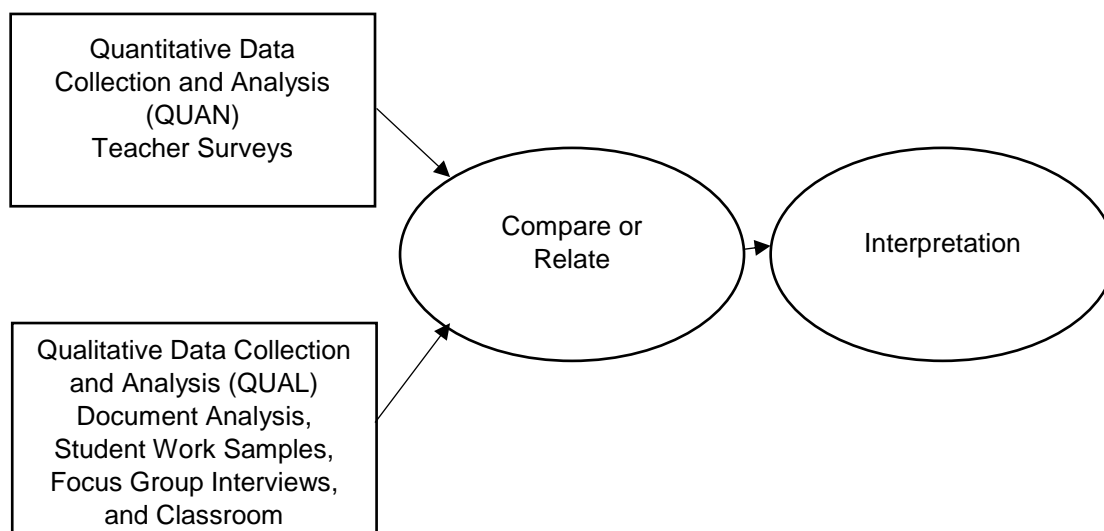 Quantitative Data
Collection and Analysis
(QUAN)
Teacher Surveys
Compare or
Relate
Interpretation
Qualitative Data Collection
and Analysis (QUAL)
Document Analysis,
Student Work Samples,
Focus Group Interviews,
and Classroom